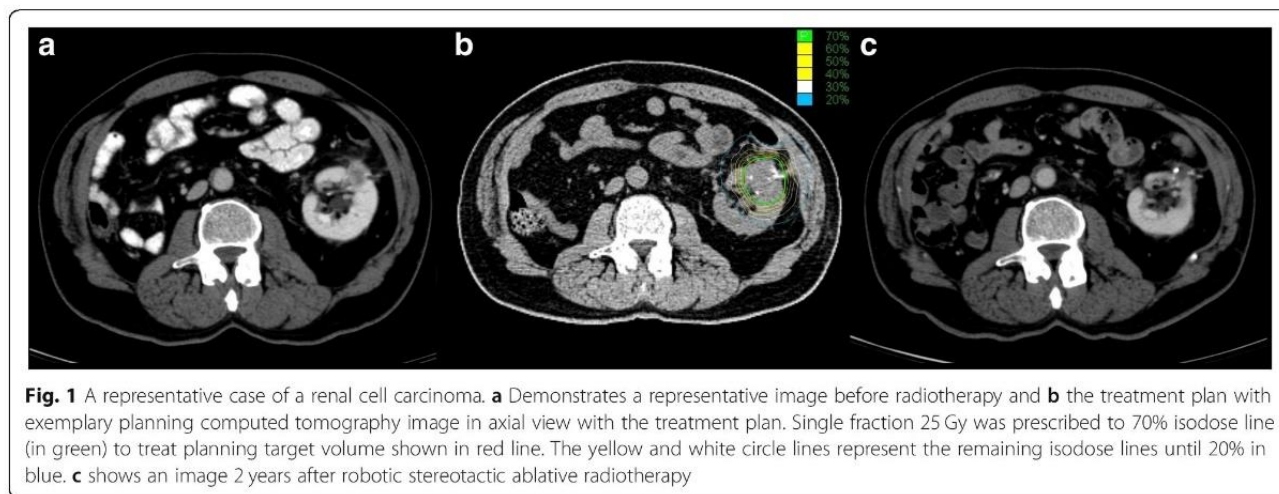 a
b
P 70%
60%
50%
40%
30%
20%
c
Fig. 1 A representative case of a renal cell carcinoma. a Demonstrates a representative image before radiotherapy and b the treatment plan with
exemplary planning computed tomography image in axial view with the treatment plan. Single fraction 25 Gy was prescribed to 70% isodose line
(in green) to treat planning target volume shown in red line. The yellow and white circle lines represent the remaining isodose lines until 20% in
blue. c shows an image 2 years after robotic stereotactic ablative radiotherapy